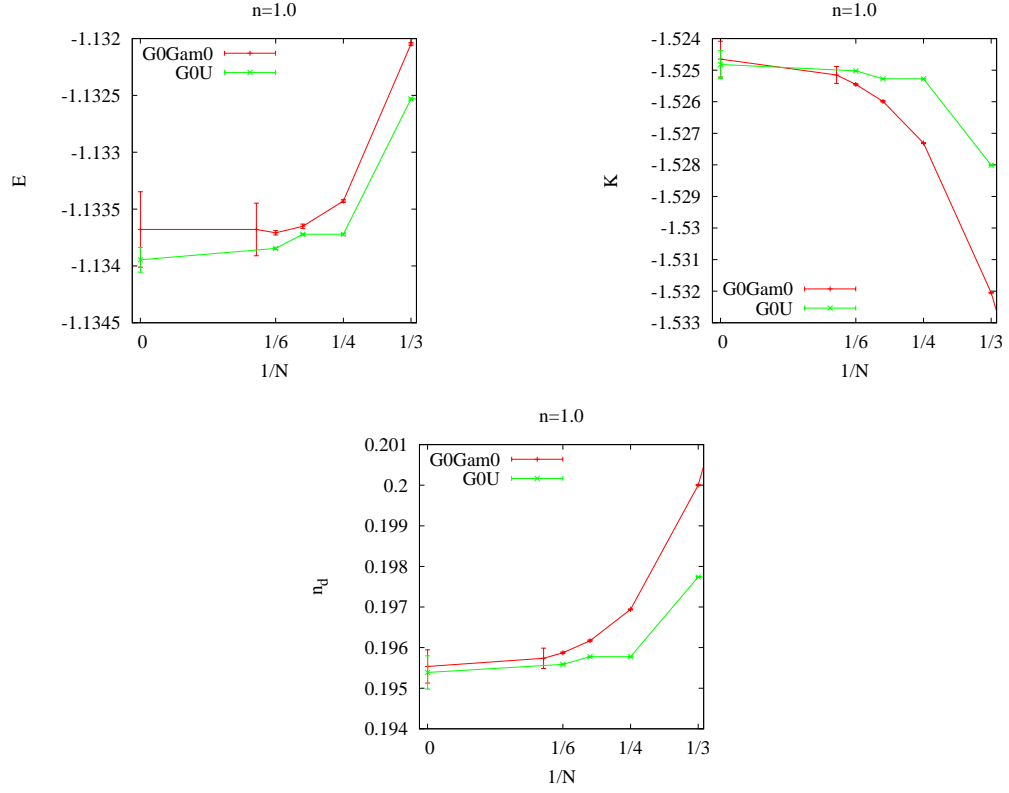 n=1.0
G0Gam0
G0U
-1.132
-1.1325
-1.133
-1.1335
-1.134
-1.1345
E
0
1/6
1/4
1/3
1/N
n=1.0
-1.524
-1.525
-1.526
-1.527
-1.528
-1.529
-1.53
-1.531
-1.532
-1.533
K
G0Gam0
G0U
0
1/6
1/4
1/3
1/N
n=1.0
G0Gam0
G0U
0.201
0.2
0.199
0.198
0.197
0.196
0.195
0.194
n_d
0
1/6
1/4
1/3
1/N